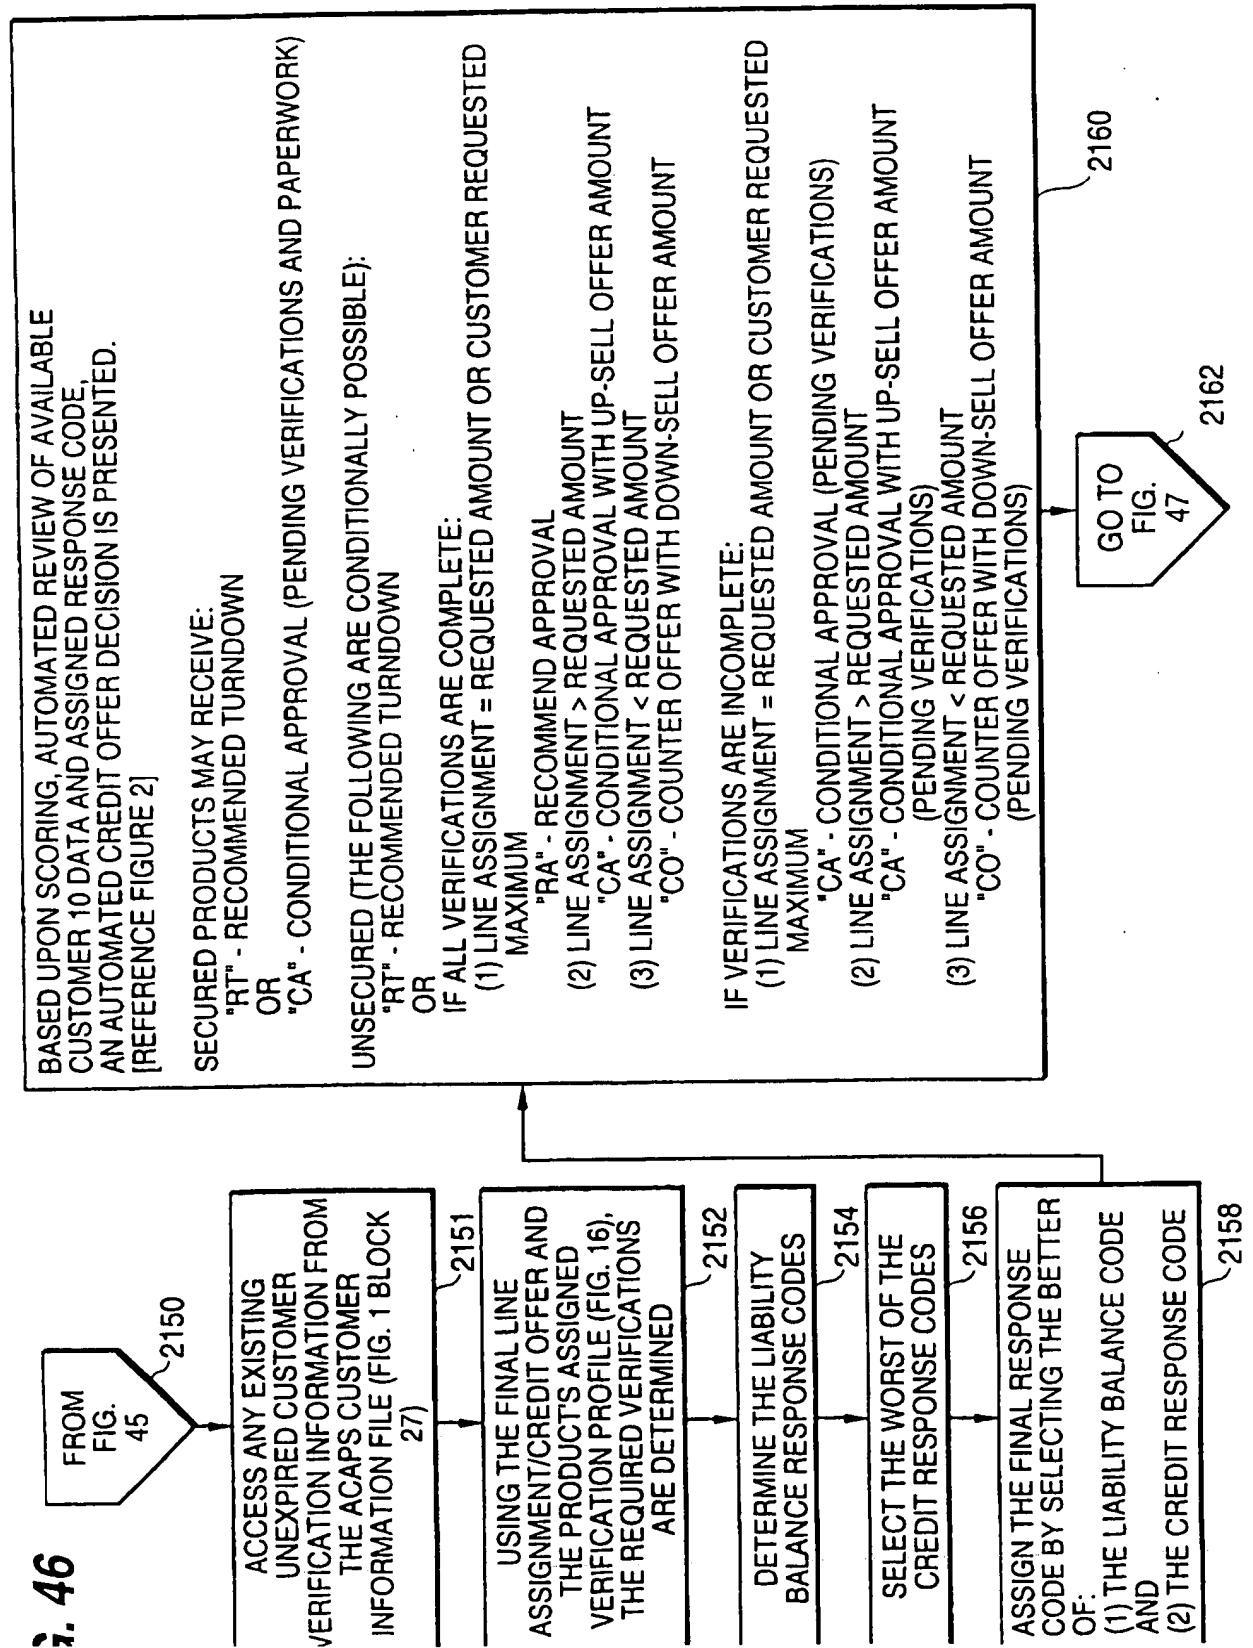 46
FROM
FIG.
45
2150
ACCESS ANY EXISTING
UNEXPIRED CUSTOMER
VERIFICATION INFORMATION FROM
THE ACAPS CUSTOMER
INFORMATION FILE (FIG. 1 BLOCK
27)
2151
USING THE FINAL LINE
ASSIGNMENT/CREDIT OFFER AND
THE PRODUCT'S ASSIGNED
VERIFICATION PROFILE (FIG. 16),
THE REQUIRED VERIFICATIONS
ARE DETERMINED
2152
DETERMINE THE LIABILITY
BALANCE RESPONSE CODES
2154
SELECT THE WORST OF THE
CREDIT RESPONSE CODES
2156
ASSIGN THE FINAL RESPONSE
CODE BY SELECTING THE BETTER
OF:
(1) THE LIABILITY BALANCE CODE
AND
(2) THE CREDIT RESPONSE CODE
2158
BASED UPON SCORING, AUTOMATED REVIEW OF AVAILABLE
CUSTOMER 10 DATA AND ASSIGNED RESPONSE CODE,
AN AUTOMATED CREDIT OFFER DECISION IS PRESENTED.
[REFERENCE FIGURE 2]
SECURED PRODUCTS MAY RECEIVE:
"RT" - RECOMMENDED TURNDOWN
OR
"CA" - CONDITIONAL APPROVAL (PENDING VERIFICATIONS AND PAPERWORK)
UNSECURED (THE FOLLOWING ARE CONDITIONALLY POSSIBLE):
"RT" - RECOMMENDED TURNDOWN
OR
IF ALL VERIFICATIONS ARE COMPLETE:
(1) LINE ASSIGNMENT = REQUESTED AMOUNT OR CUSTOMER REQUESTED
MAXIMUM
"RA" - RECOMMEND APPROVAL
(2) LINE ASSIGNMENT > REQUESTED AMOUNT
"CA" - CONDITIONAL APPROVAL WITH UP-SELL OFFER AMOUNT
(3) LINE ASSIGNMENT < REQUESTED AMOUNT
"CO" - COUNTER OFFER WITH DOWN-SELL OFFER AMOUNT
IF VERIFICATIONS ARE INCOMPLETE:
(1) LINE ASSIGNMENT = REQUESTED AMOUNT OR CUSTOMER REQUESTED
MAXIMUM
"CA" - CONDITIONAL APPROVAL (PENDING VERIFICATIONS)
(2) LINE ASSIGNMENT > REQUESTED AMOUNT
"CA" - CONDITIONAL APPROVAL WITH UP-SELL OFFER AMOUNT
(PENDING VERIFICATIONS)
(3) LINE ASSIGNMENT < REQUESTED AMOUNT
"CO" - COUNTER OFFER WITH DOWN-SELL OFFER AMOUNT
(PENDING VERIFICATIONS)
2160
GO TO
FIG.
47
2162